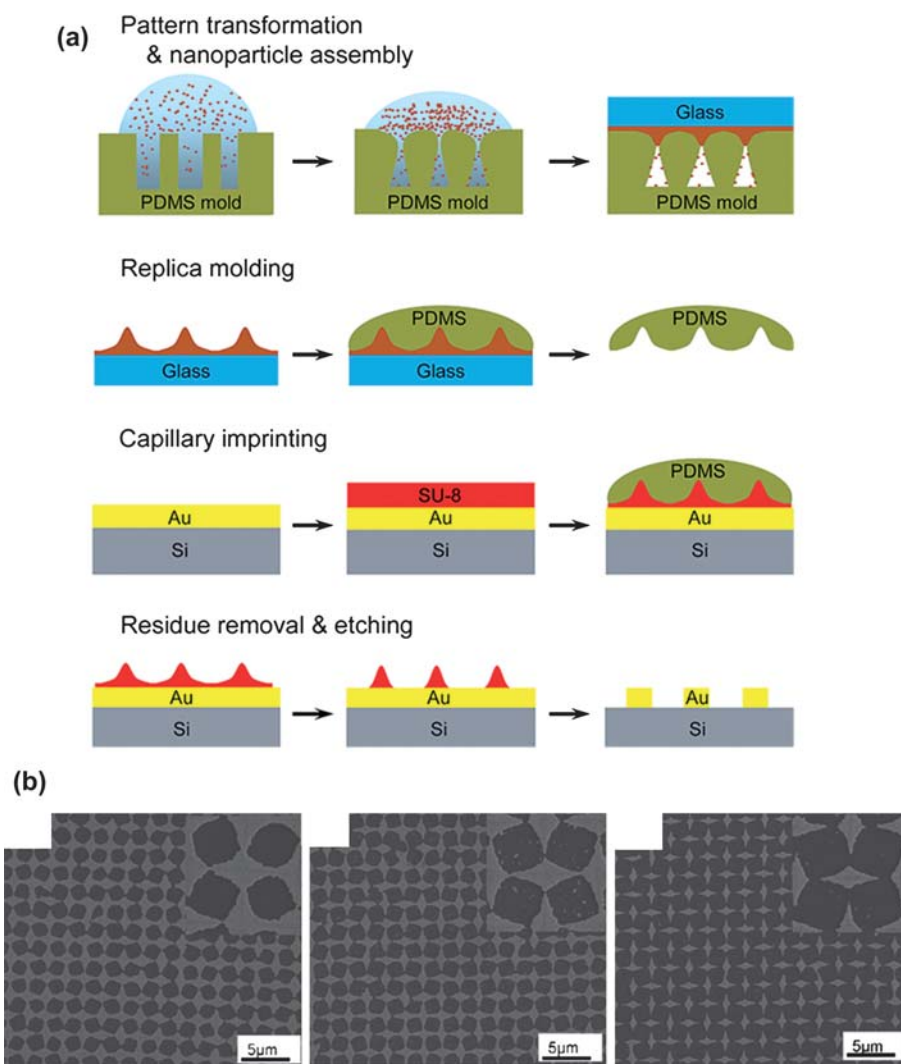 (a)
Pattern transformation
& nanoparticle assembly
PDMS mold
PDMS mold
Glass
PDMS mold
Replica molding
Glass
PDMS
Glass
PDMS
Capillary imprinting
Au
Si
SU-8
Au
Si
PDMS
Au
Si
Residue removal & etching
Au
Si
Au
Si
Au
Si
(b)
5µm
5µm
5µm